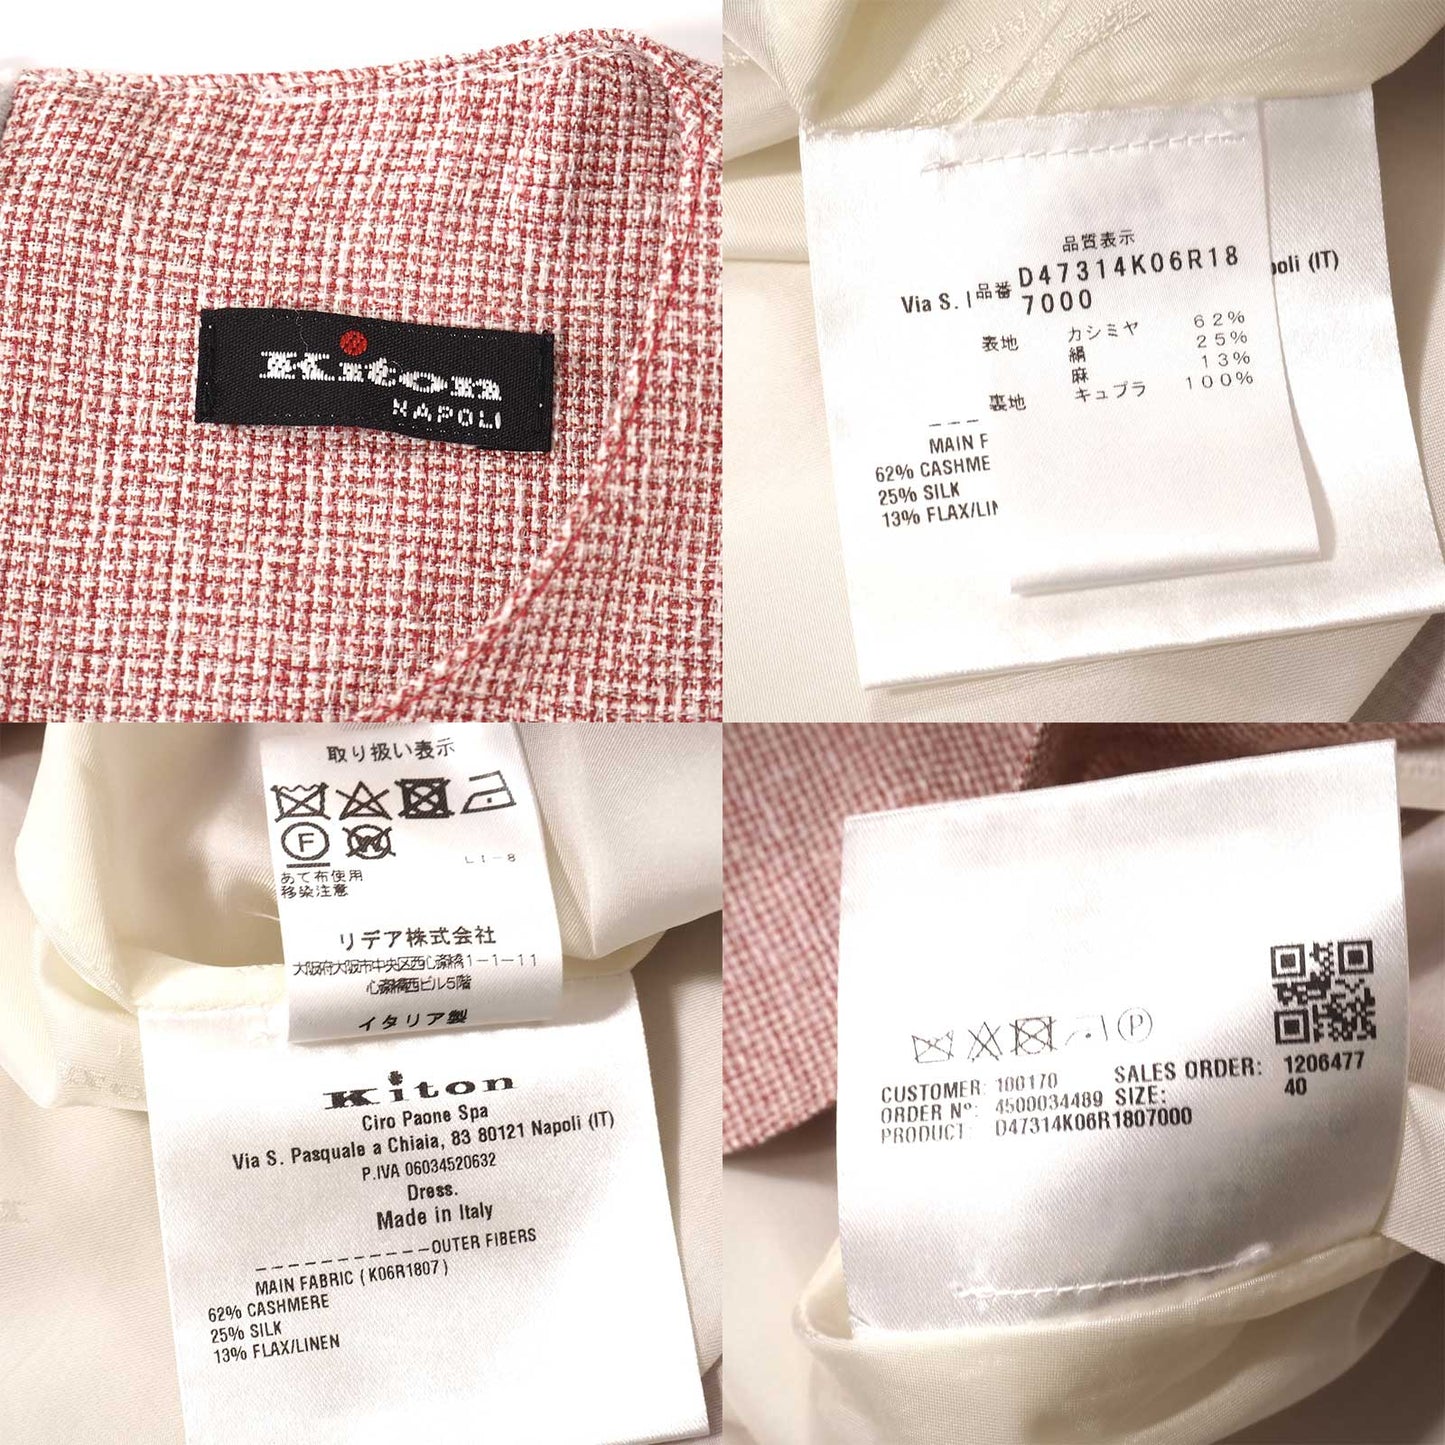 Kiton
NAPOLI
品質表示
品番 D47314K06R18
7000
Via S. I
poli (IT)
表地 カシミヤ 62%
絹 25%
麻 13%
裏地 キュプラ 100%
MAIN F
62% CASHME
25% SILK
13% FLAX/LIN
取り扱い表示
F
W
LI-8
あて布使用
移染注意
リデア株式会社
大阪府大阪市中央区西心斎橋1-1-11
心斎橋西ビル5階
イタリア製
Kiton
Ciro Paone Spa
Via S. Pasquale a Chiaia, 83 80121 Napoli (IT)
P.IVA 06034520632
Dress.
Made in Italy
-----------OUTER FIBERS
MAIN FABRIC (K06R1807)
62% CASHMERE
25% SILK
13% FLAX/LINEN
P
CUSTOMER: 100170 SALES ORDER: 1206477
ORDER Nº: 4500034489 SIZE: 40
PRODUCT: D47314K06R1807000